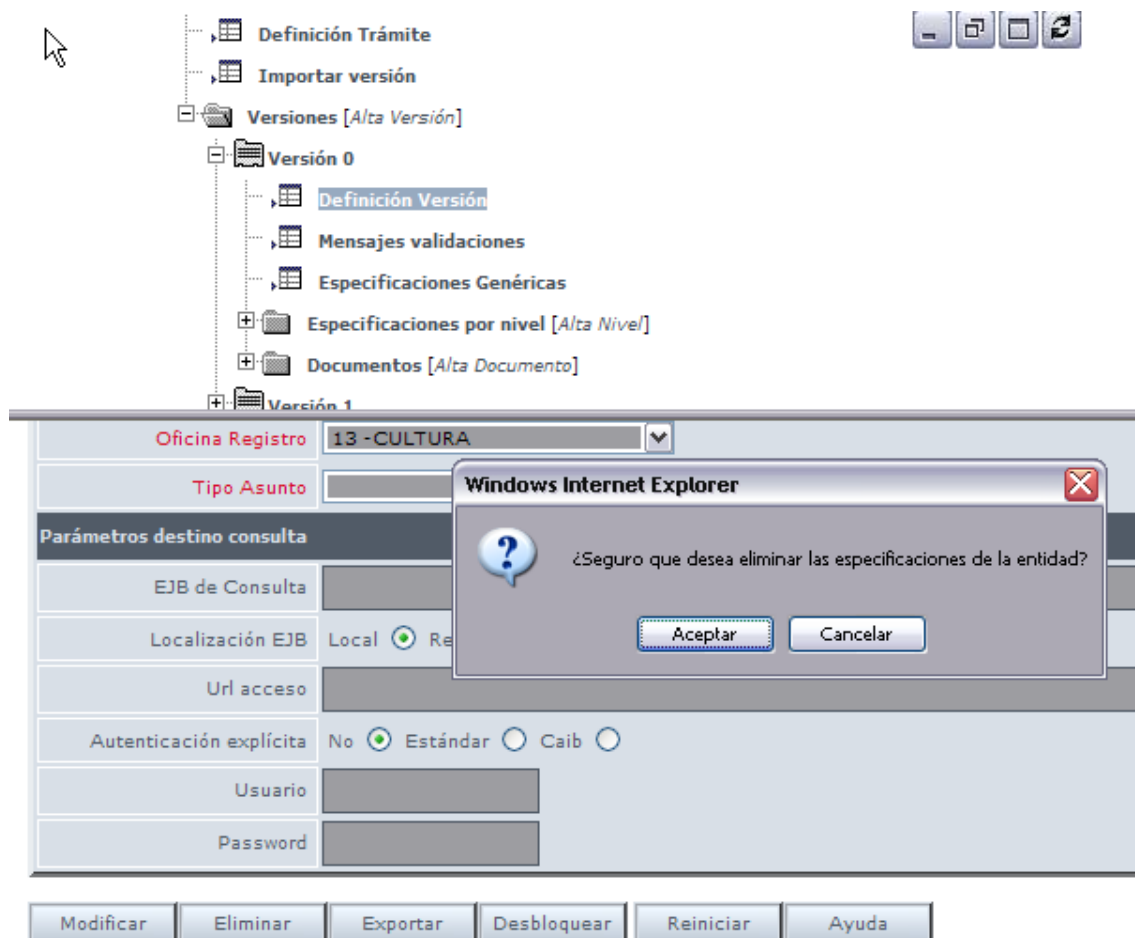 Definición Trámite
Importar versión
Versiones [Alta Versión]
Versión 0
Definición Versión
Mensajes validaciones
Especificaciones Genéricas
Especificaciones por nivel [Alta Nivel]
Documentos [Alta Documento]
Versión 1
Oficina Registro 13 - CULTURA
Tipo Asunto
Windows Internet Explorer
¿Seguro que desea eliminar las especificaciones de la entidad?
Aceptar Cancelar
Parámetros destino consulta
EJB de Consulta
Localización EJB Local Re
Url acceso
Autenticación explícita No Estándar Caib
Usuario
Password
Modificar Eliminar Exportar Desbloquear Reiniciar Ayuda